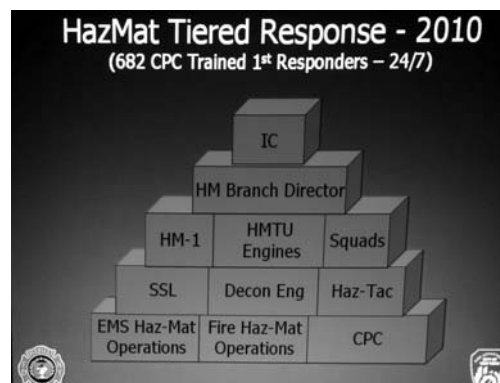 HazMat Tiered Response - 2010
(682 CPC Trained 1st Responders – 24/7)
IC
HM Branch Director
HM-1
HMTU
Engines
Squads
SSL
Decon Eng
Haz-Tac
EMS Haz-Mat
Operations
Fire Haz-Mat
Operations
CPC